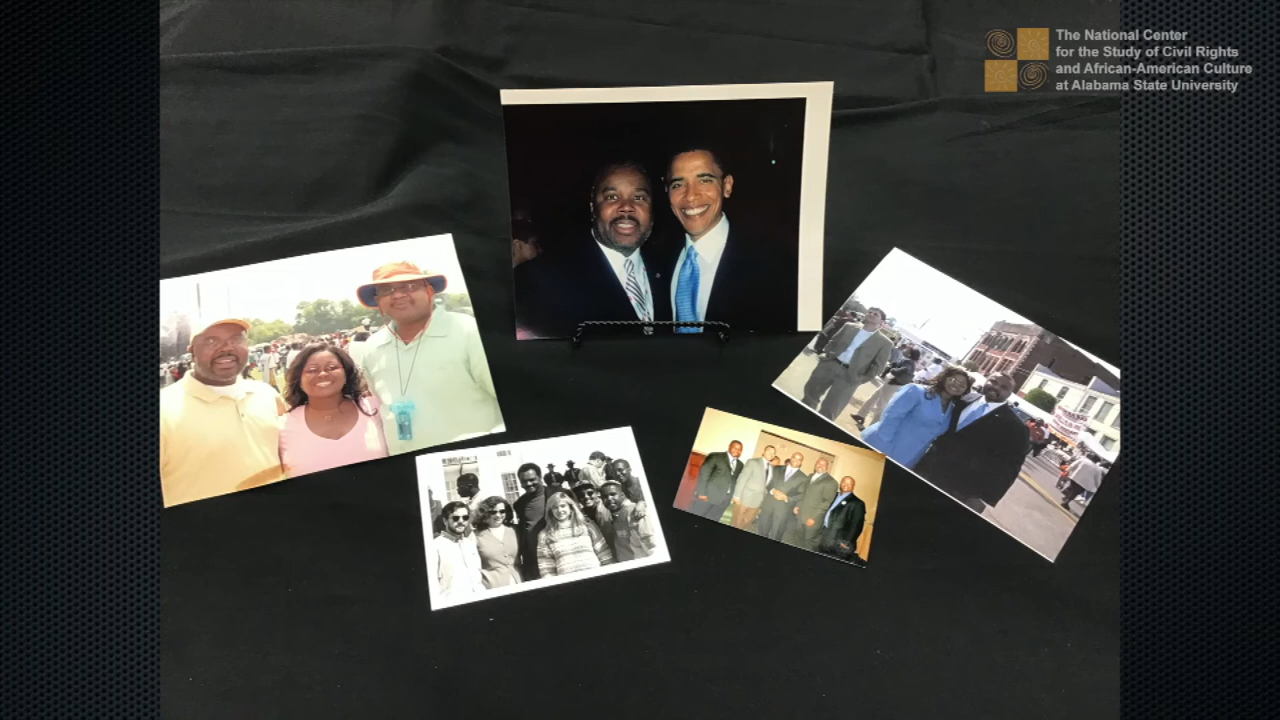 The National Center
for the Study of Civil Rights
and African-American Culture
at Alabama State University